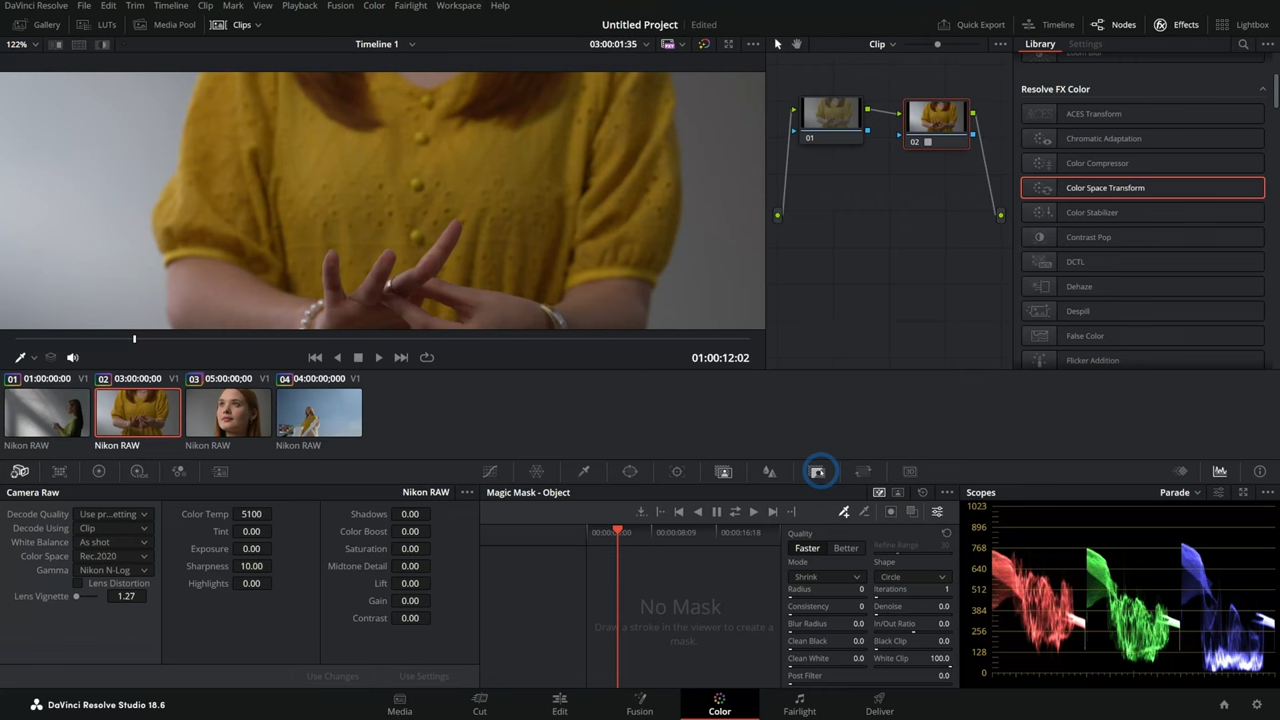 DaVinci Resolve File Edit Trim Timeline Clip Mark View Playback Fusion Color Fairlight Workspace Help
Gallery LUTs Media Pool Clips Untitled Project Edited Quick Export Timeline Nodes Effects Lightbox
122% Timeline 1 03:00:01:35 Clip Library Settings
Resolve FX Color
ACES Transform
Chromatic Adaptation
Color Compressor
Color Space Transform
Color Stabilizer
Contrast Pop
DCTL
Dehaze
Despill
False Color
Flicker Addition
01 02
01:00:12:02
01 01:00:00:00 V1 02 03:00:00;00 V1 03 05:00:00;00 V1 04 04:00:00;000 V1
Nikon RAW Nikon RAW Nikon RAW Nikon RAW
Camera Raw Nikon RAW
Decode Quality Use pr...etting
Decode Using Clip
White Balance As shot
Color Space Rec.2020
Gamma Nikon N-Log
Lens Distortion
Lens Vignette 1.27
Color Temp 5100
Tint 0.00
Exposure 0.00
Sharpness 10.00
Highlights 0.00
Shadows 0.00
Color Boost 0.00
Saturation 0.00
Midtone Detail 0.00
Lift 0.00
Gain 0.00
Contrast 0.00
Use Changes Use Settings
Magic Mask - Object
00:00:08:09 00:00:16:18
No Mask
Draw a stroke in the viewer to create a
mask.
Quality
Faster Better Refine Range 30
Mode Shape
Shrink Circle
Radius 0 Iterations 1
Consistency 0 Denoise 0.0
Blur Radius 0.0 In/Out Ratio 0.0
Clean Black 0.0 Black Clip 0.0
Clean White 0.0 White Clip 100.0
Post Filter 0.0
Scopes Parade
1023
896
768
640
512
384
256
128
0
DaVinci Resolve Studio 18.6 Media Cut Edit Fusion Color Fairlight Deliver